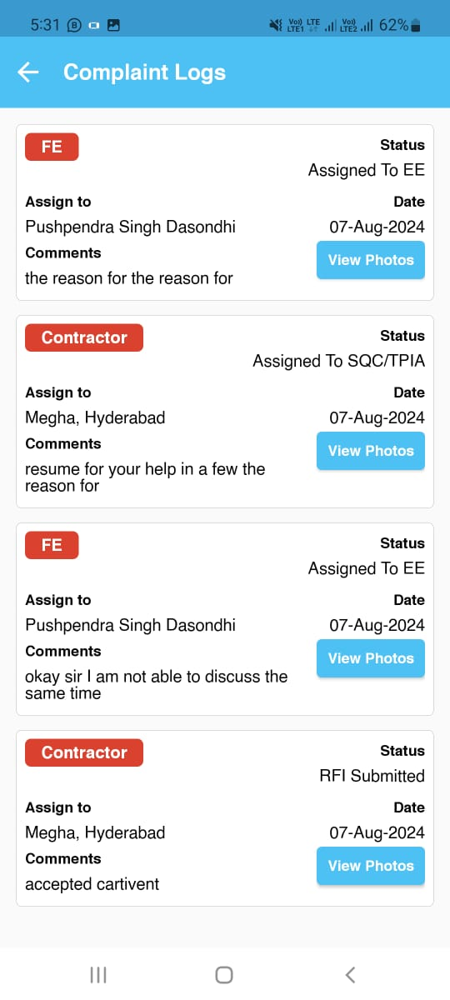 5:31 B Vo)) LTE LTE1 Vo)) LTE2 62%
Complaint Logs
FE
Status
Assigned To EE
Assign to
Date
Pushpendra Singh Dasondhi
07-Aug-2024
Comments
View Photos
the reason for the reason for
Contractor
Status
Assigned To SQC/TPIA
Assign to
Date
Megha, Hyderabad
07-Aug-2024
Comments
View Photos
resume for your help in a few the
reason for
FE
Status
Assigned To EE
Assign to
Date
Pushpendra Singh Dasondhi
07-Aug-2024
Comments
View Photos
okay sir I am not able to discuss the
same time
Contractor
Status
RFI Submitted
Assign to
Date
Megha, Hyderabad
07-Aug-2024
Comments
View Photos
accepted cartivent